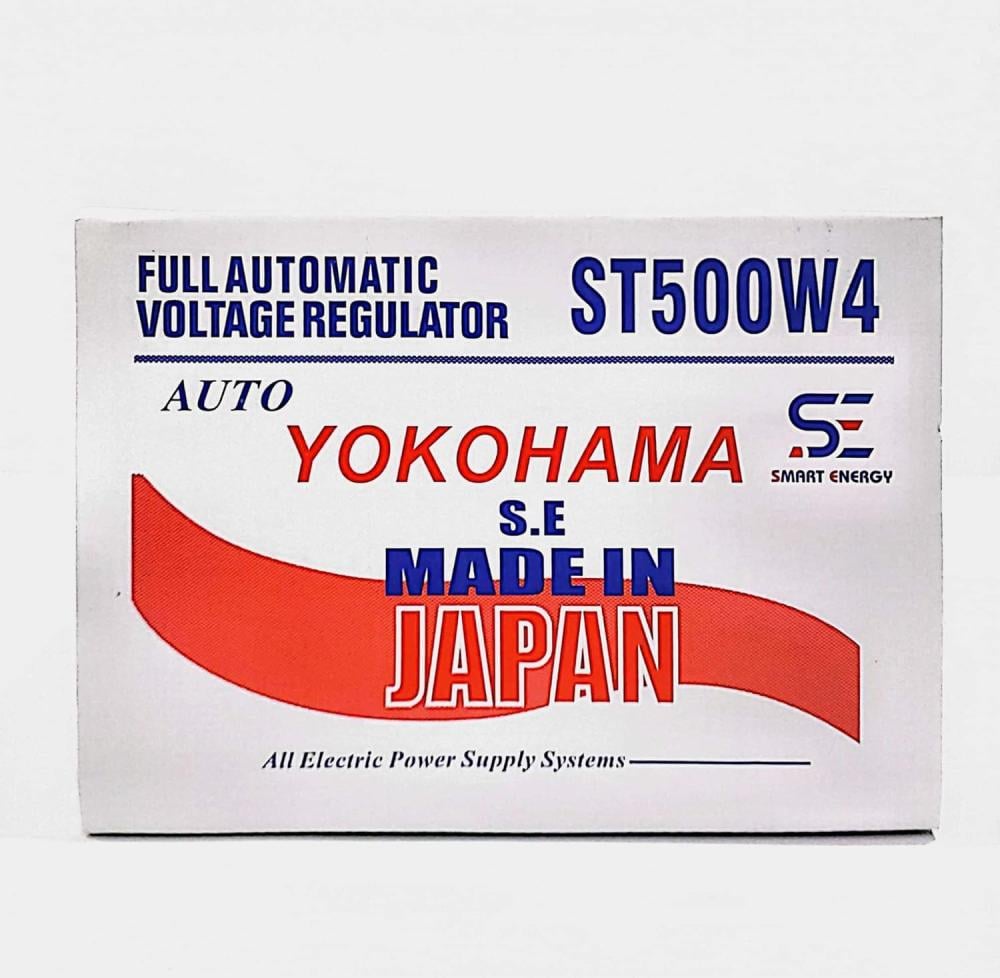 FULL AUTOMATIC
VOLTAGE REGULATOR
ST500W4
AUTO
YOKOHAMA
SE
SMART ENERGY
S.E
MADE IN
JAPAN
All Electric Power Supply Systems